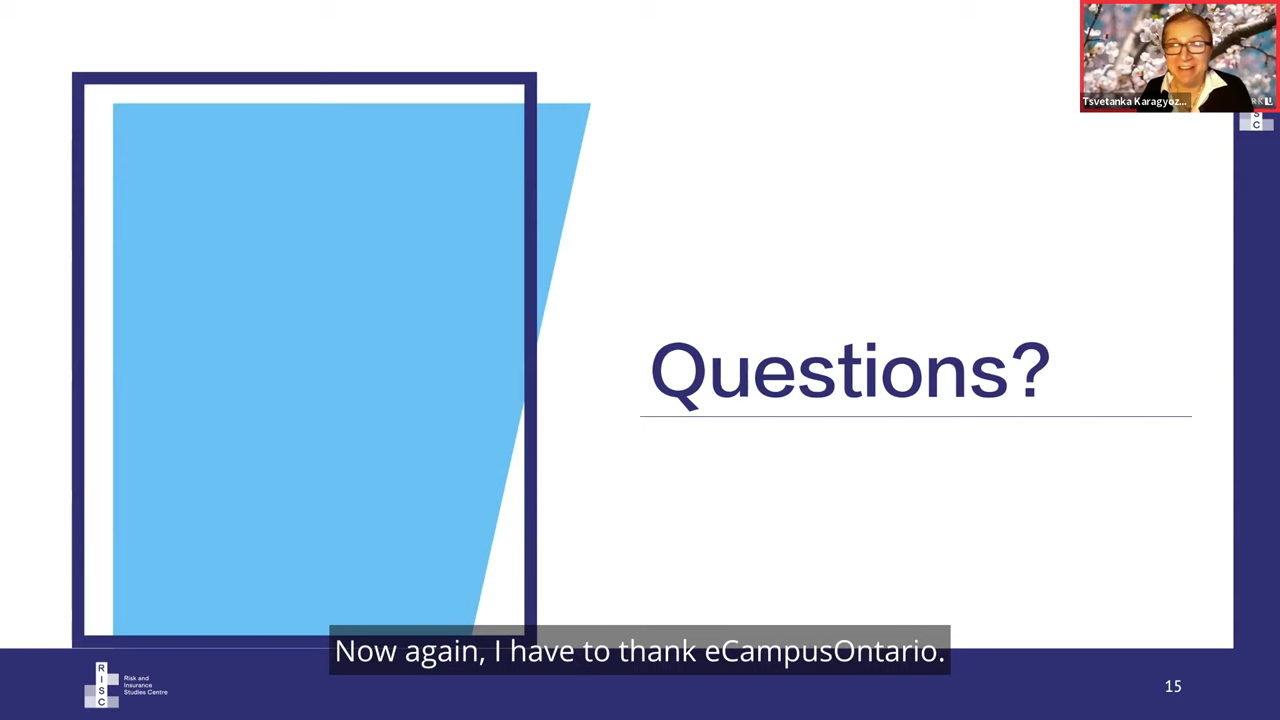 Tsvetanka Karagyoz...
S
C
Questions?
Now again, I have to thank eCampusOntario.
R
I
S
C
Risk and
Insurance
Studies Centre
15